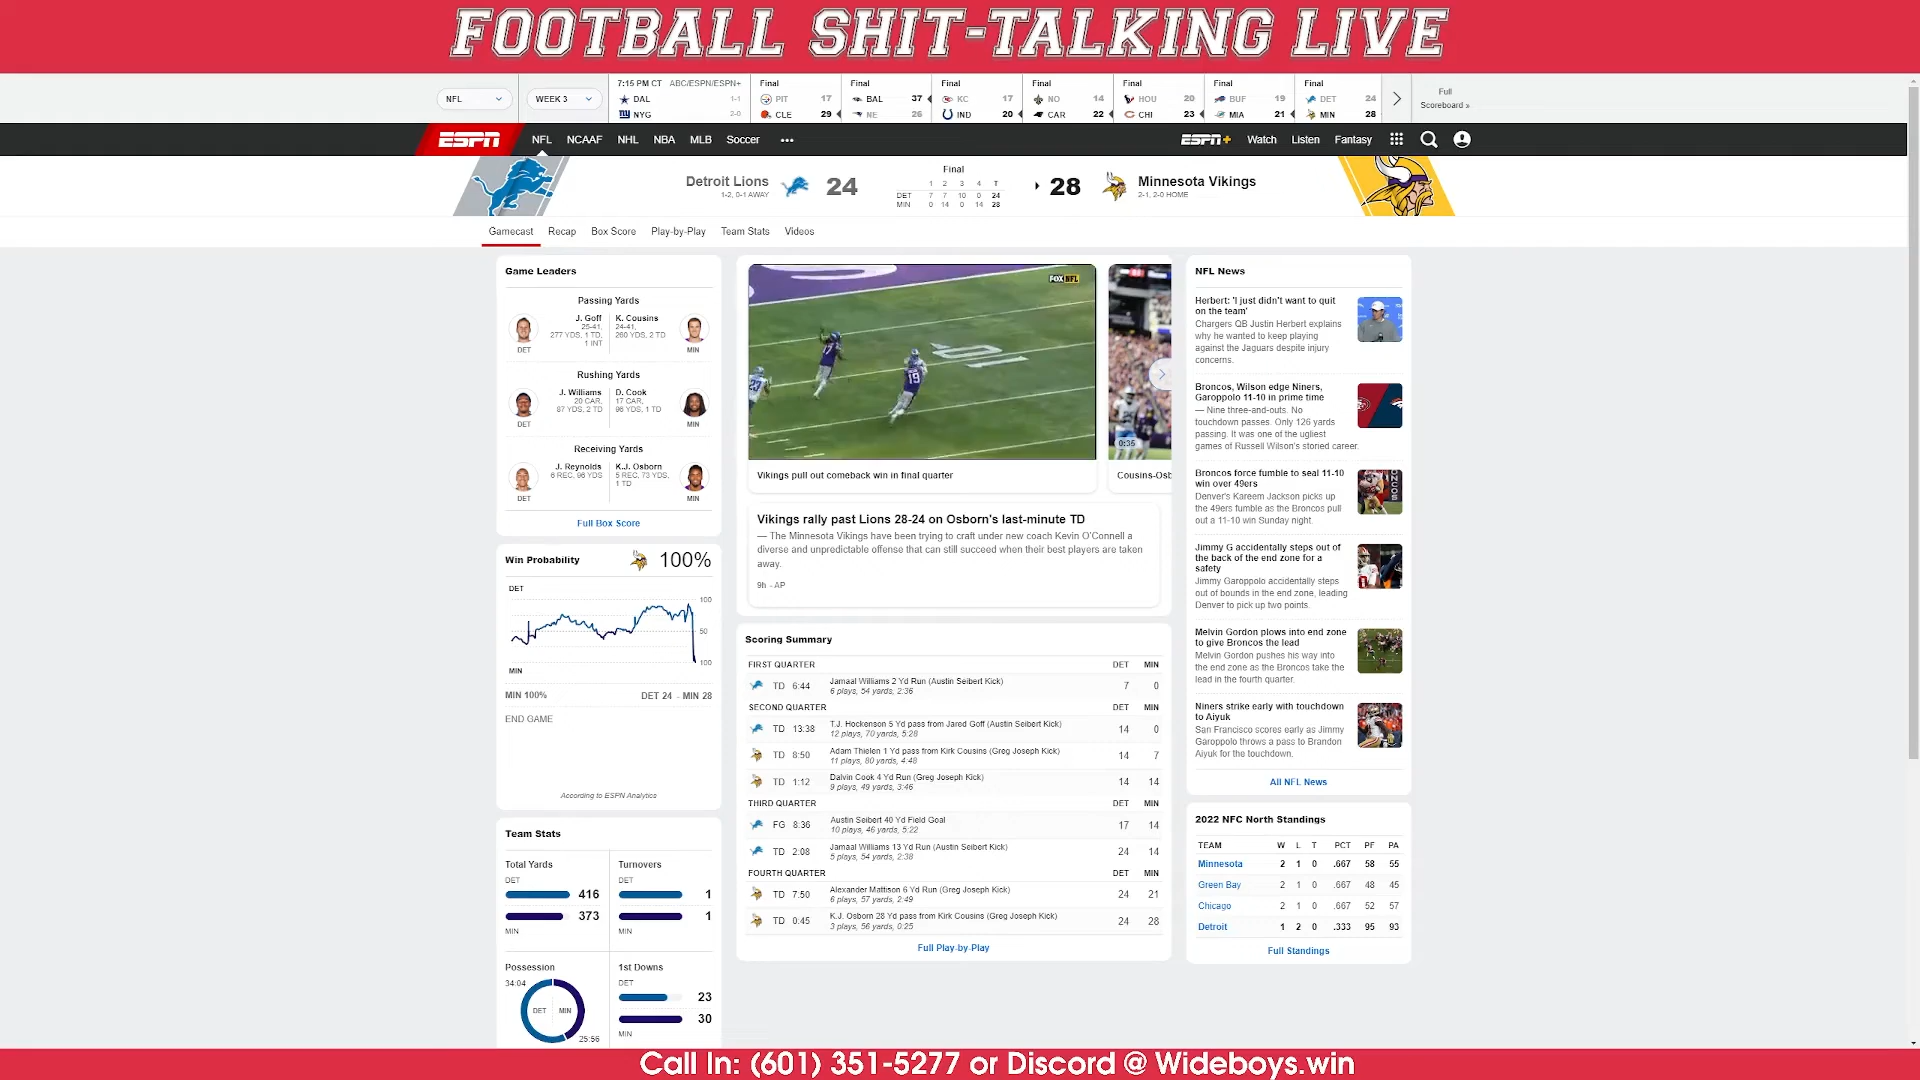 FOOTBALL SHIT-TALKING LIVE
NFL
WEEK 3
7:15 PM CT ABC/ESPN/ESPN+
DAL 1-1
NYG 2-0
Final
PIT 17
CLE 29
Final
BAL 37
NE 26
Final
KC 17
IND 20
Final
NO 14
CAR 22
Final
HOU 20
CHI 23
Final
BUF 19
MIA 21
Final
DET 24
MIN 28
Full
Scoreboard »
ESPN NFL NCAAF NHL NBA MLB Soccer ••• ESPN+ Watch Listen Fantasy
Detroit Lions
1-2, 0-1 AWAY
24
Final
1 2 3 4 T
DET 7 7 10 0 24
MIN 0 14 0 14 28
28
Minnesota Vikings
2-1, 2-0 HOME
Gamecast Recap Box Score Play-by-Play Team Stats Videos
Game Leaders
Passing Yards
J. Goff
25-41,
277 YDS, 1 TD,
1 INT
DET
K. Cousins
24-41,
260 YDS, 2 TD
MIN
Rushing Yards
J. Williams
20 CAR,
87 YDS, 2 TD
DET
D. Cook
17 CAR,
96 YDS, 1 TD
MIN
Receiving Yards
J. Reynolds
6 REC, 96 YDS
DET
K.J. Osborn
5 REC, 73 YDS,
1 TD
MIN
Full Box Score
Win Probability 100%
DET
100
50
100
MIN
MIN 100% DET 24 - MIN 28
END GAME
According to ESPN Analytics
Team Stats
Total Yards
DET
416
373
MIN
Turnovers
DET
1
1
MIN
Possession
34:04
DET MIN
25:56
1st Downs
DET
23
30
MIN
FOX NFL
17
19
Vikings pull out comeback win in final quarter
0:35
Cousins-Osb
Vikings rally past Lions 28-24 on Osborn's last-minute TD
— The Minnesota Vikings have been trying to craft under new coach Kevin O'Connell a
diverse and unpredictable offense that can still succeed when their best players are taken
away.
9h - AP
Scoring Summary
FIRST QUARTER DET MIN
TD 6:44 Jamaal Williams 2 Yd Run (Austin Seibert Kick) 7 0
6 plays, 54 yards, 2:36
SECOND QUARTER DET MIN
TD 13:38 T.J. Hockenson 5 Yd pass from Jared Goff (Austin Seibert Kick) 14 0
12 plays, 70 yards, 5:28
TD 8:50 Adam Thielen 1 Yd pass from Kirk Cousins (Greg Joseph Kick) 14 7
11 plays, 80 yards, 4:48
TD 1:12 Dalvin Cook 4 Yd Run (Greg Joseph Kick) 14 14
9 plays, 49 yards, 3:46
THIRD QUARTER DET MIN
FG 8:36 Austin Seibert 40 Yd Field Goal 17 14
10 plays, 46 yards, 5:22
TD 2:08 Jamaal Williams 13 Yd Run (Austin Seibert Kick) 24 14
5 plays, 54 yards, 2:38
FOURTH QUARTER DET MIN
TD 7:50 Alexander Mattison 6 Yd Run (Greg Joseph Kick) 24 21
6 plays, 57 yards, 2:49
TD 0:45 K.J. Osborn 28 Yd pass from Kirk Cousins (Greg Joseph Kick) 24 28
3 plays, 56 yards, 0:25
Full Play-by-Play
NFL News
Herbert: 'I just didn't want to quit
on the team'
Chargers QB Justin Herbert explains
why he wanted to keep playing
against the Jaguars despite injury
concerns.
Broncos, Wilson edge Niners,
Garoppolo 11-10 in prime time
— Nine three-and-outs. No
touchdown passes. Only 126 yards
passing. It was one of the ugliest
games of Russell Wilson's storied career.
Broncos force fumble to seal 11-10
win over 49ers
Denver's Kareem Jackson picks up
the 49ers fumble as the Broncos pull
out a 11-10 win Sunday night.
Jimmy G accidentally steps out of
the back of the end zone for a
safety
Jimmy Garoppolo accidentally steps
out of bounds in the end zone, leading
Denver to pick up two points.
Melvin Gordon plows into end zone
to give Broncos the lead
Melvin Gordon pushes his way into
the end zone as the Broncos take the
lead in the fourth quarter.
Niners strike early with touchdown
to Aiyuk
San Francisco scores early as Jimmy
Garoppolo throws a pass to Brandon
Aiyuk for the touchdown.
All NFL News
2022 NFC North Standings
TEAM W L T PCT PF PA
Minnesota 2 1 0 .667 58 55
Green Bay 2 1 0 .667 48 45
Chicago 2 1 0 .667 52 57
Detroit 1 2 0 .333 95 93
Full Standings
Call In: (601) 351-5277 or Discord @ Wideboys.win